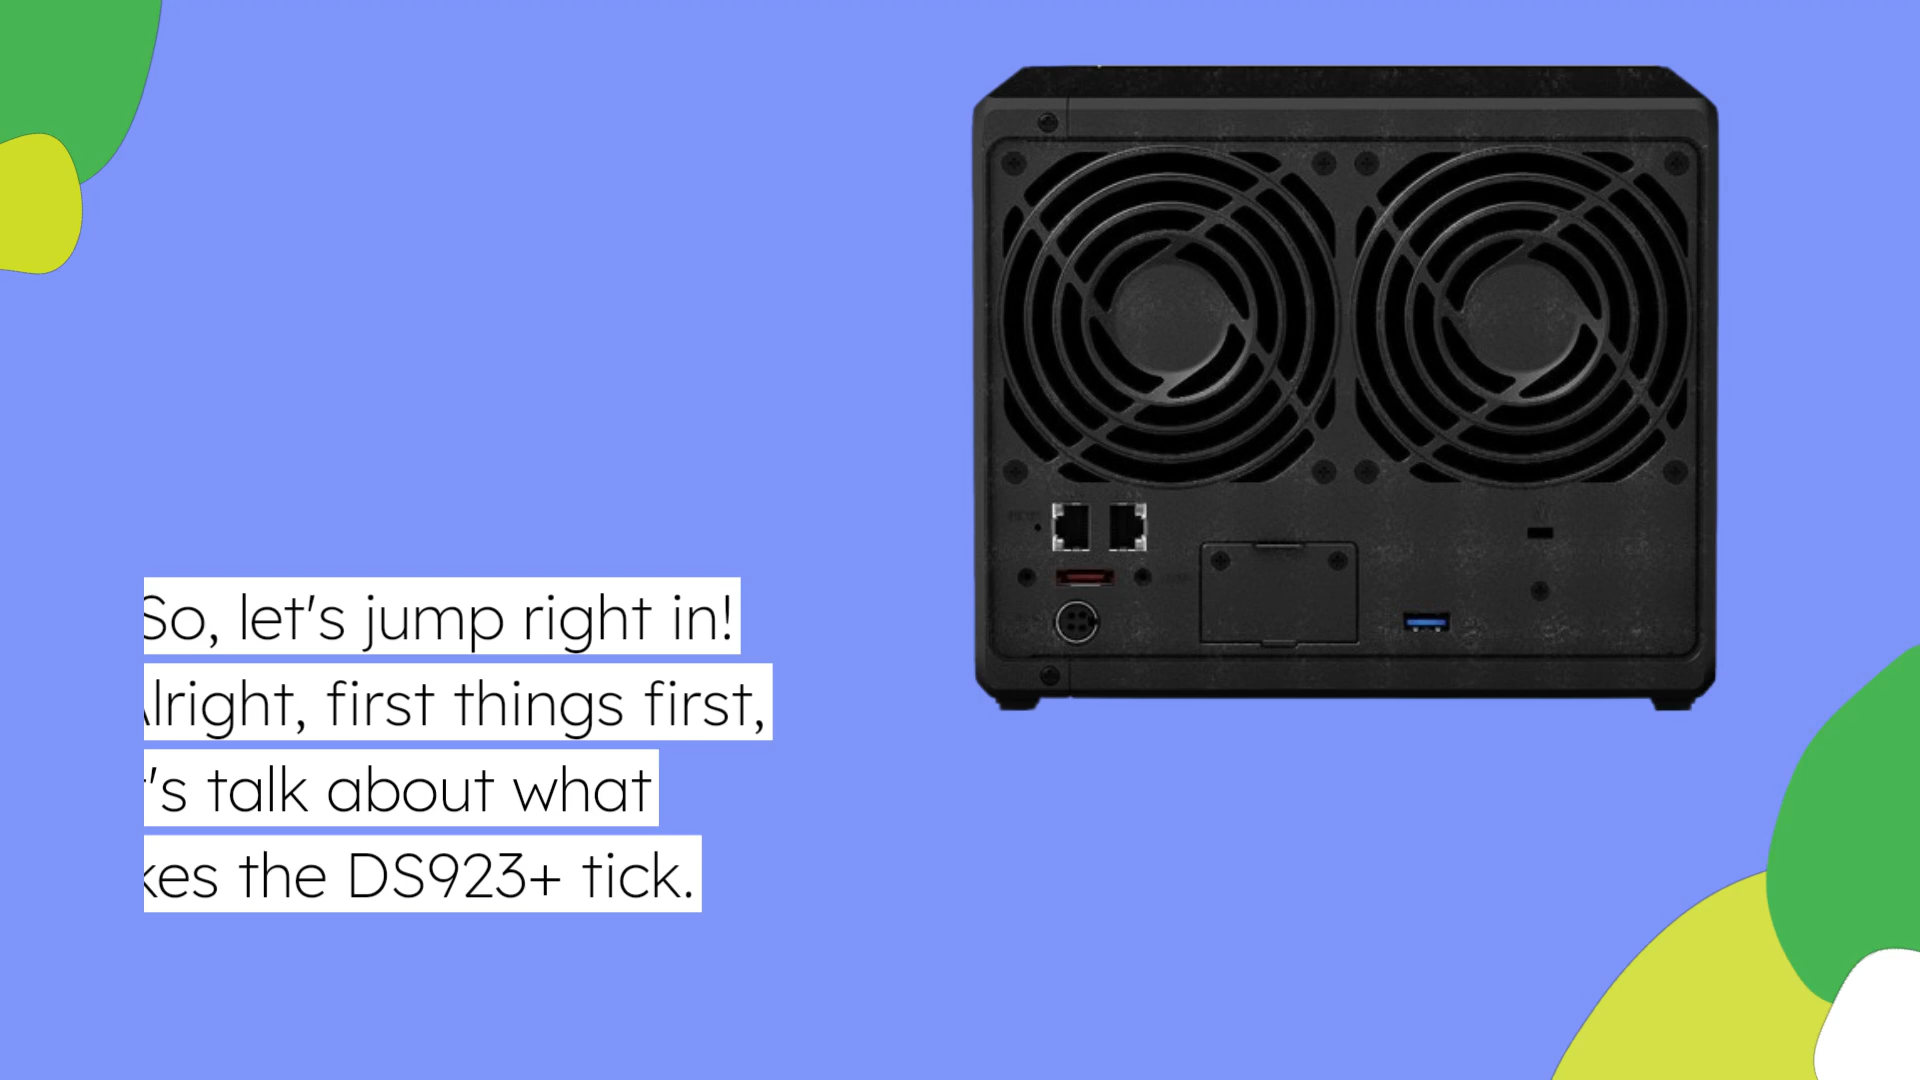 So, let's jump right in!
lright, first things first,
's talk about what
kes the DS923+ tick.